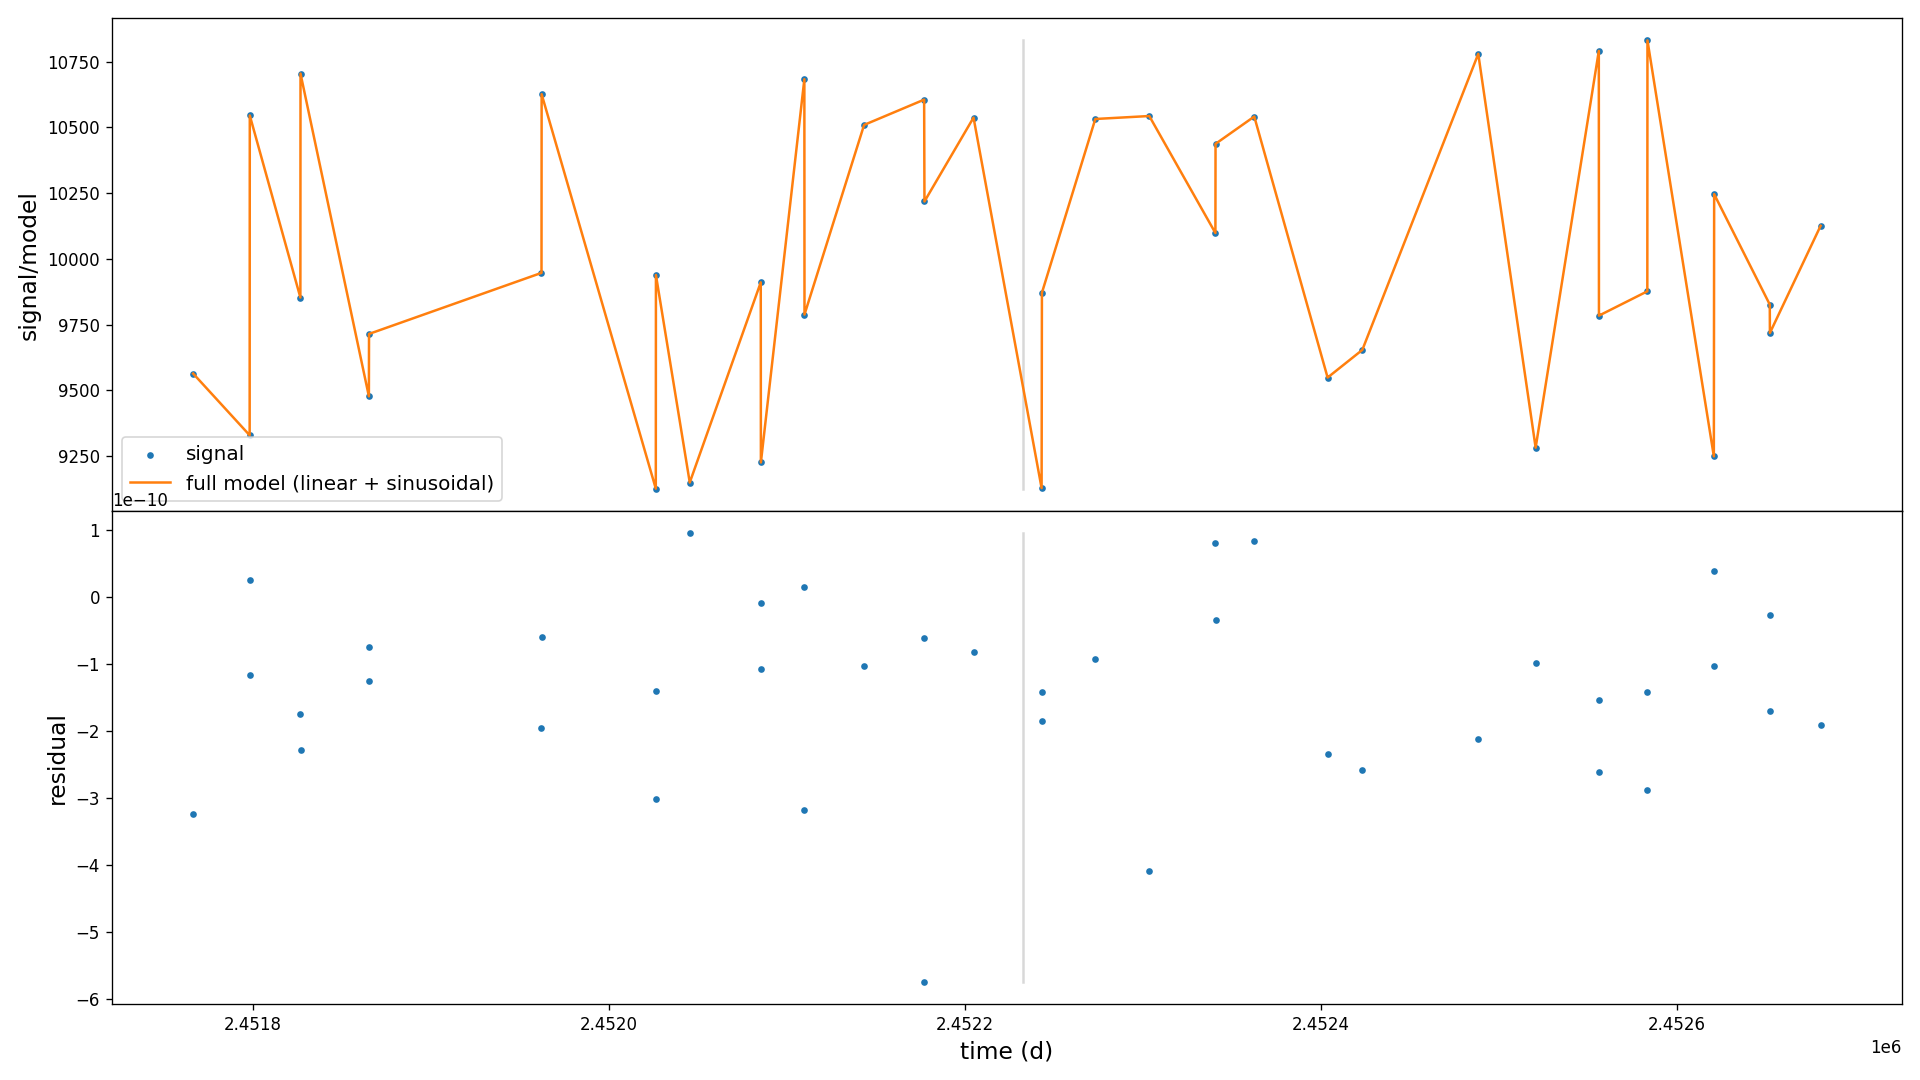 10750
10500
10250
10000
9750
9500
9250
signal/model
signal
full model (linear + sinusoidal)
1e−10
1
0
−1
−2
−3
−4
−5
−6
residual
2.4518
2.4520
2.4522
2.4524
2.4526
time (d)
1e6